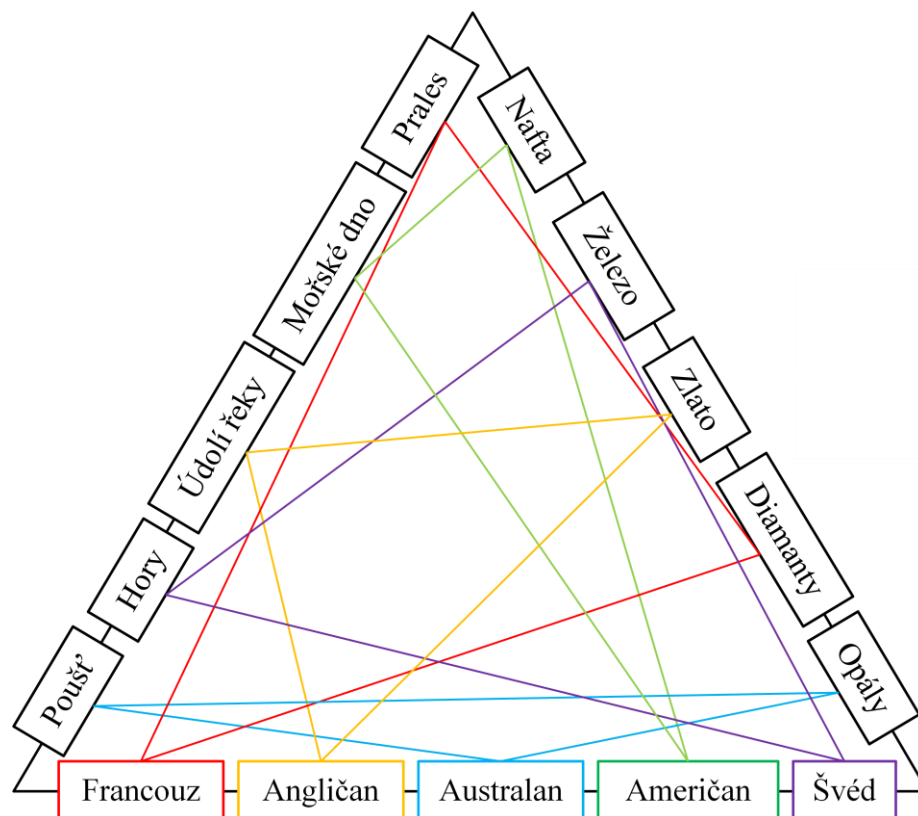 Prales
Mořské dno
Údolí řeky
Hory
Poušť
Nafta
Železo
Zlato
Diamanty
Opály
Francouz
Angličan
Australan
Američan
Švéd